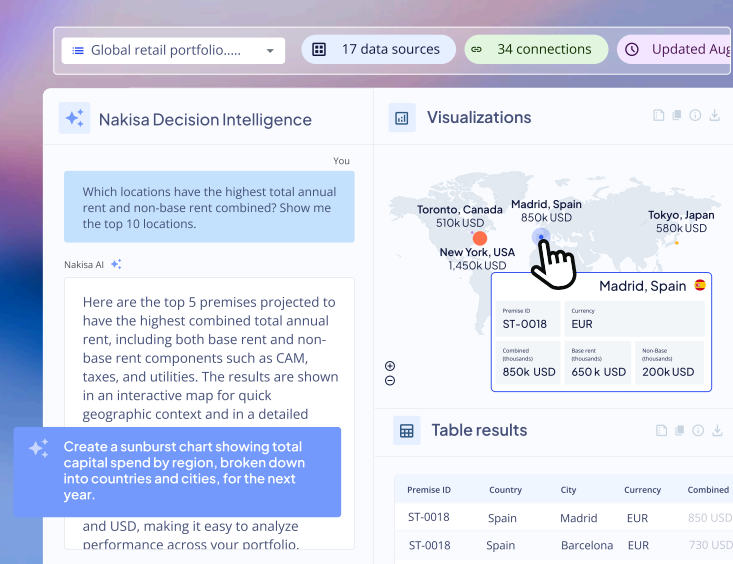 Global retail portfolio.....
17 data sources
34 connections
Updated Aug
Nakisa Decision Intelligence
You
Which locations have the highest total annual
rent and non-base rent combined? Show me
the top 10 locations.
Nakisa AI
Here are the top 5 premises projected to
have the highest combined total annual
rent, including both base rent and non-
base rent components such as CAM,
taxes, and utilities. The results are shown
in an interactive map for quick
geographic context and in a detailed
Create a sunburst chart showing total
capital spend by region, broken down
into countries and cities, for the next
year.
and USD, making it easy to analyze
performance across your portfolio.
Visualizations
Toronto, Canada
510k USD
Madrid, Spain
850k USD
Tokyo, Japan
580k USD
New York, USA
1,450k USD
Madrid, Spain
Premise ID
ST-0018
Currency
EUR
Combined
(thousands)
850k USD
Base rent
(thousands)
650 k USD
Non-Base
(thousands)
200k USD
Table results
Premise ID Country City Currency Combined
ST-0018 Spain Madrid EUR 850 USD
ST-0018 Spain Barcelona EUR 730 USD